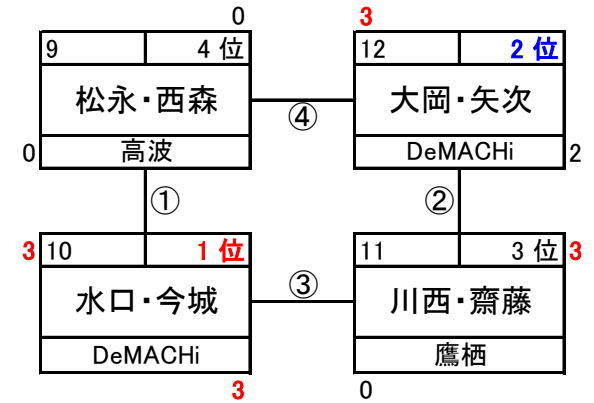 0 3
9 4 位 12 2 位
松永・西森 大岡・矢次
④
0 高波 DeMACHi 2
① ②
3 10 1 位 11 3 位 3
水口・今城 ③ 川西・齋藤
DeMACHi 鷹栖
3 0